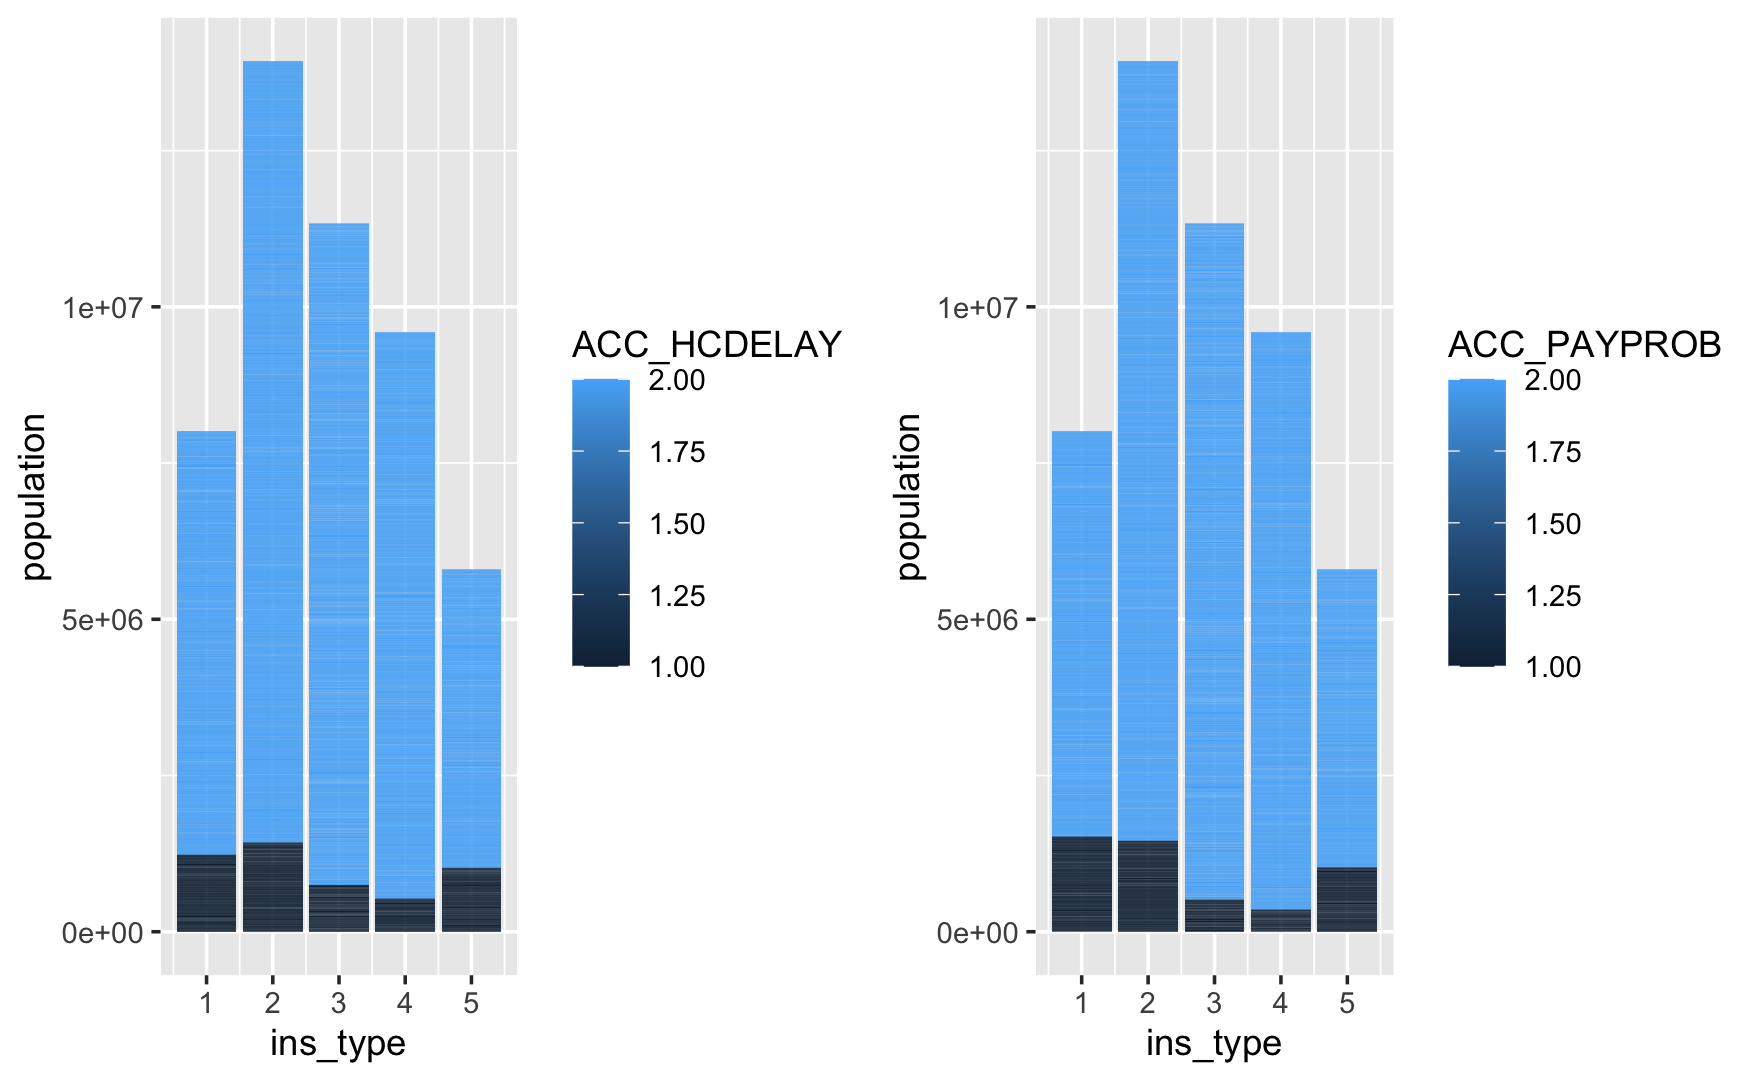 population
1e+07
5e+06
0e+00
1
2
3
4
5
ins_type
ACC_HCDELAY
2.00
1.75
1.50
1.25
1.00
population
1e+07
5e+06
0e+00
1
2
3
4
5
ins_type
ACC_PAYPROB
2.00
1.75
1.50
1.25
1.00